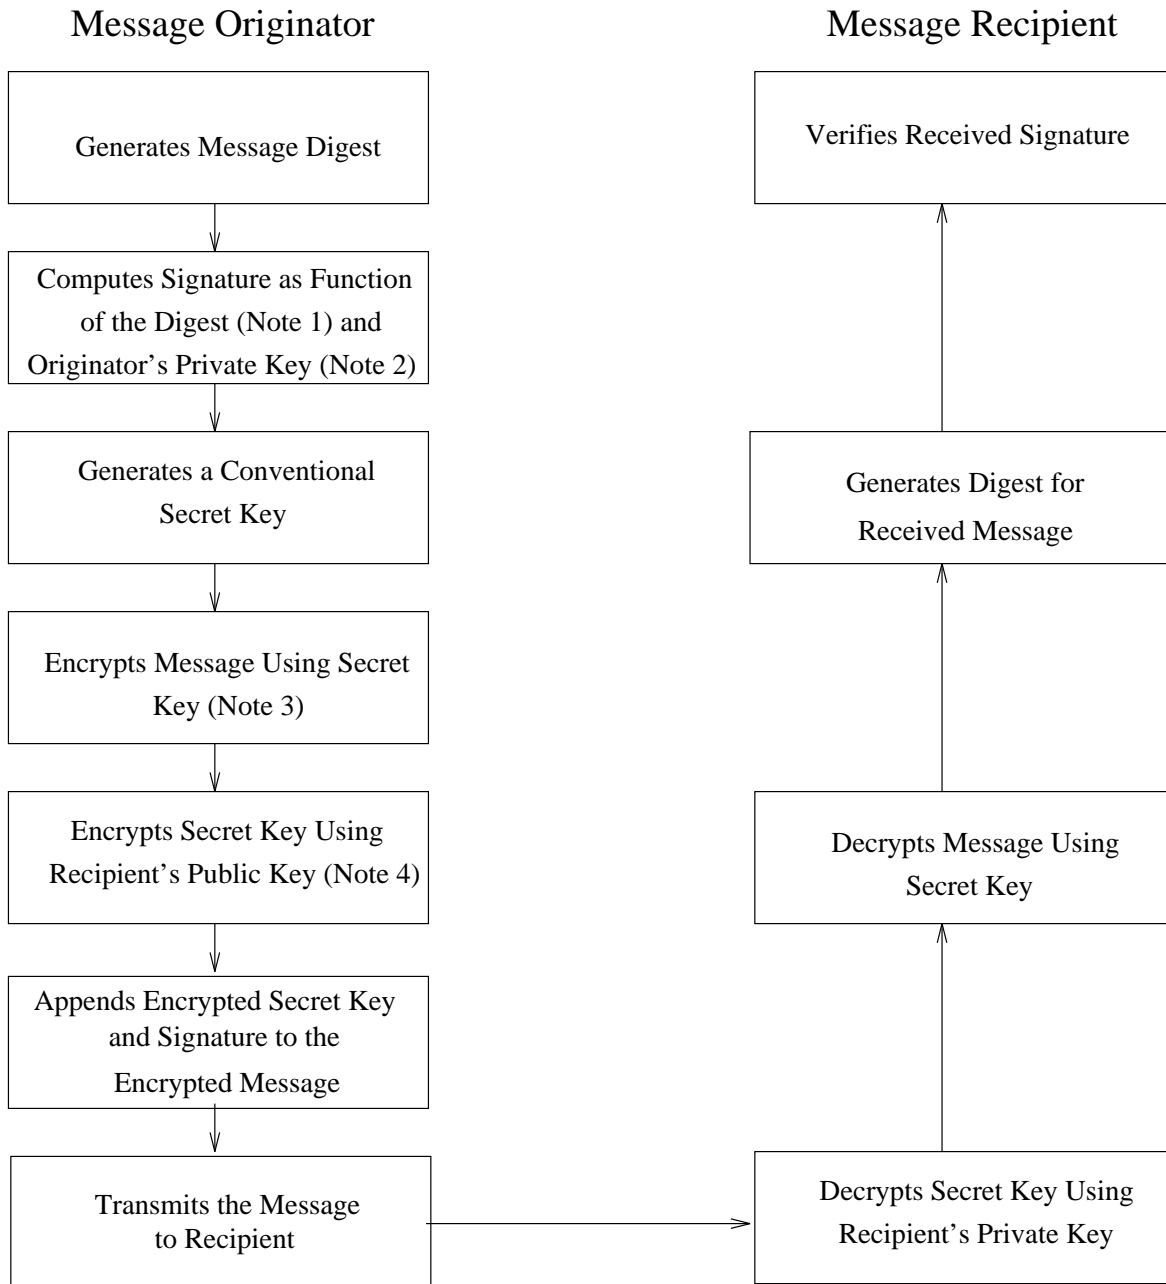 Message Originator
Generates Message Digest
Computes Signature as Function
of the Digest (Note 1) and
Originator’s Private Key (Note 2)
Generates a Conventional
Secret Key
Encrypts Message Using Secret
Key (Note 3)
Encrypts Secret Key Using
Recipient’s Public Key (Note 4)
Appends Encrypted Secret Key
and Signature to the
Encrypted Message
Transmits the Message
to Recipient
Message Recipient
Verifies Received Signature
Generates Digest for
Received Message
Decrypts Message Using
Secret Key
Decrypts Secret Key Using
Recipient’s Private Key